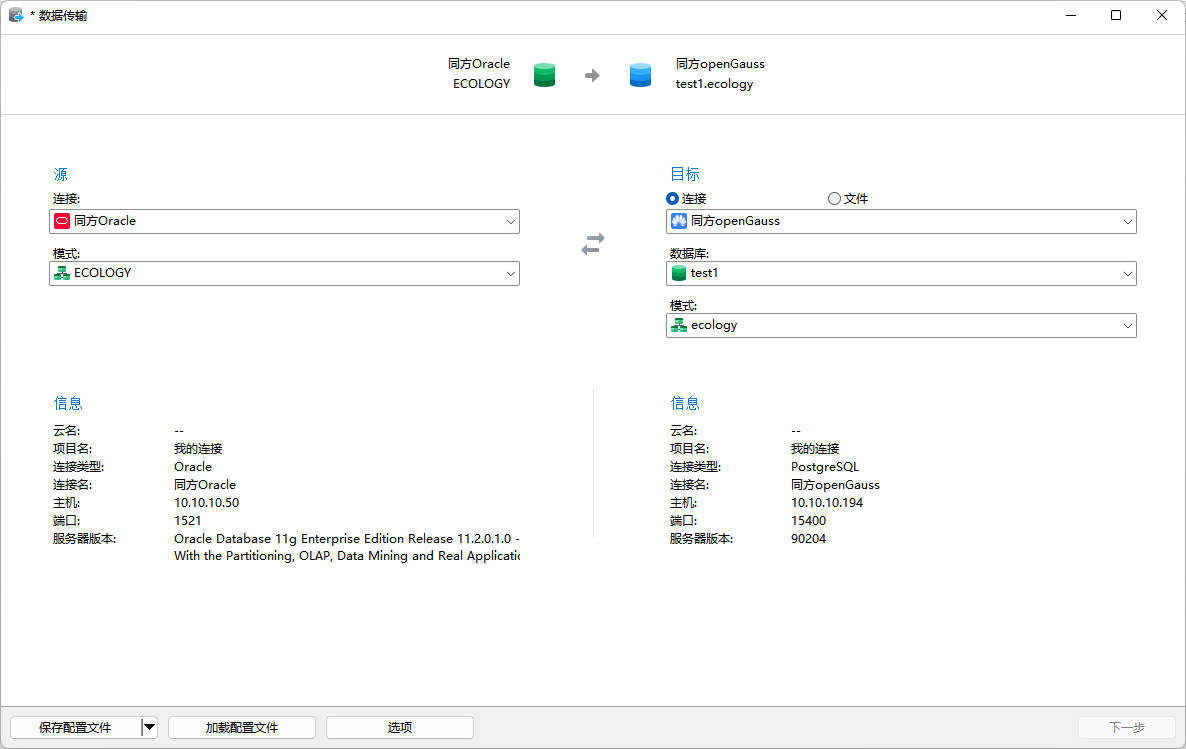 * 数据传输
同方Oracle
ECOLOGY
同方openGauss
test1.ecology
源
连接:
同方Oracle
模式:
ECOLOGY
目标
连接
文件
同方openGauss
数据库:
test1
模式:
ecology
信息
云名: --
项目名: 我的连接
连接类型: Oracle
连接名: 同方Oracle
主机: 10.10.10.50
端口: 1521
服务器版本: Oracle Database 11g Enterprise Edition Release 11.2.0.1.0 -
With the Partitioning, OLAP, Data Mining and Real Applicatic
信息
云名: --
项目名: 我的连接
连接类型: PostgreSQL
连接名: 同方openGauss
主机: 10.10.10.194
端口: 15400
服务器版本: 90204
保存配置文件
加载配置文件
选项
下一步